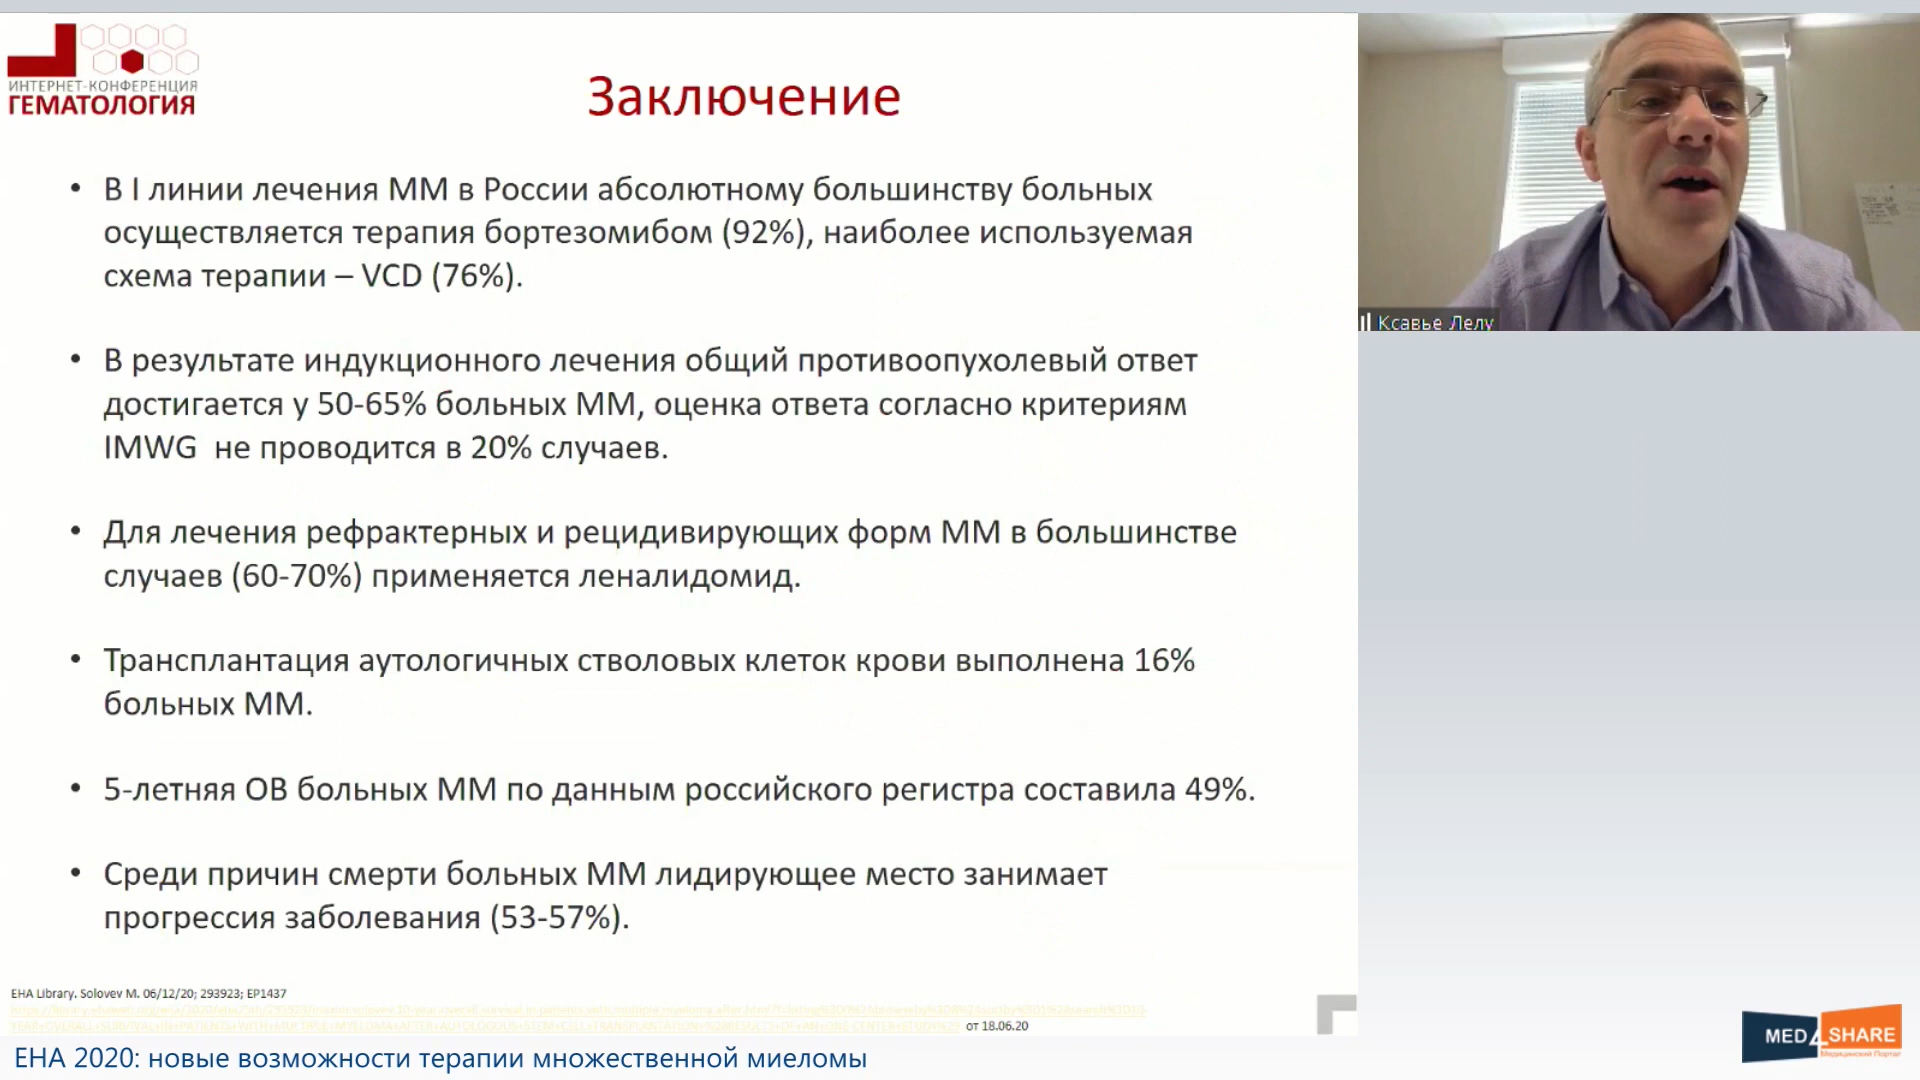 ИНТЕРНЕТ-КОНФЕРЕНЦИЯ
ГЕМАТОЛОГИЯ
Заключение
• В I линии лечения ММ в России абсолютному большинству больных
осуществляется терапия бортезомибом (92%), наиболее используемая
схема терапии – VCD (76%).
• В результате индукционного лечения общий противоопухолевый ответ
достигается у 50-65% больных ММ, оценка ответа согласно критериям
IMWG не проводится в 20% случаев.
• Для лечения рефрактерных и рецидивирующих форм ММ в большинстве
случаев (60-70%) применяется леналидомид.
• Трансплантация аутологичных стволовых клеток крови выполнена 16%
больных ММ.
• 5-летняя ОВ больных ММ по данным российского регистра составила 49%.
• Среди причин смерти больных ММ лидирующее место занимает
прогрессия заболевания (53-57%).
EHA Library. Solovev M. 06/12/20; 293923; EP1437
от 18.06.20
Ксавье Лелу
MED4SHARE
Медицинский Портал
ЕНА 2020: новые возможности терапии множественной миеломы